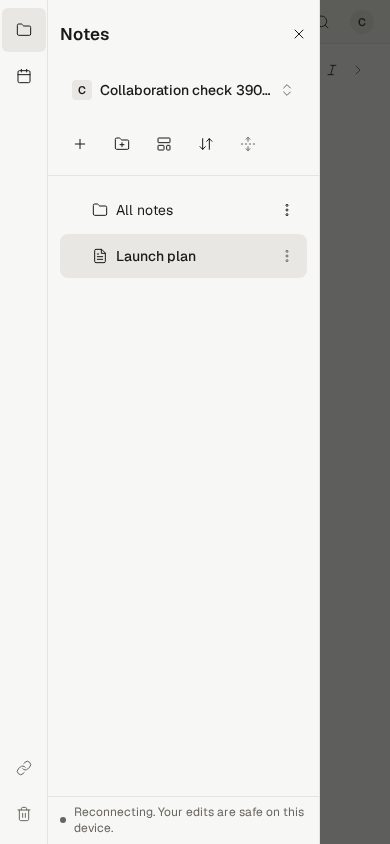 Notes
C
C
Collaboration check 390...
I
All notes
Launch plan
Reconnecting. Your edits are safe on this
device.